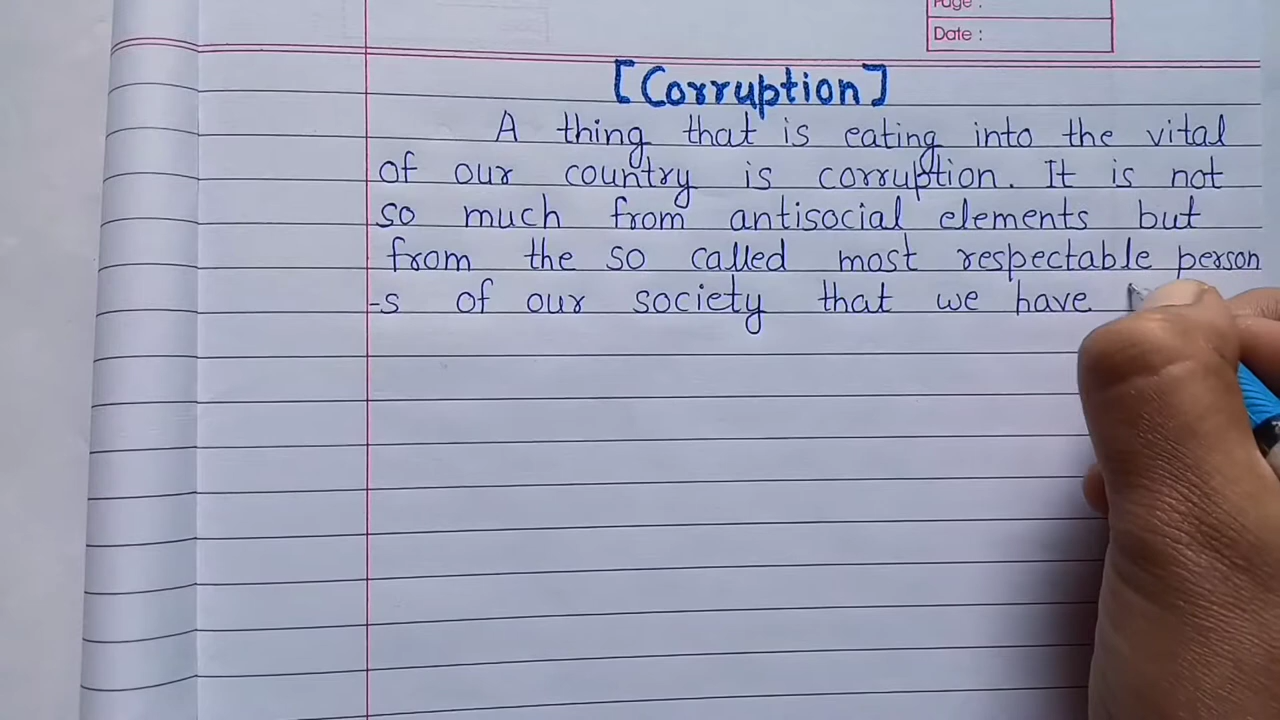 Page :
Date :
[Corruption]
A thing that is eating into the vital
of our country is corruption. It is not
so much from antisocial elements but
from the so called most respectable person
-s of our society that we have